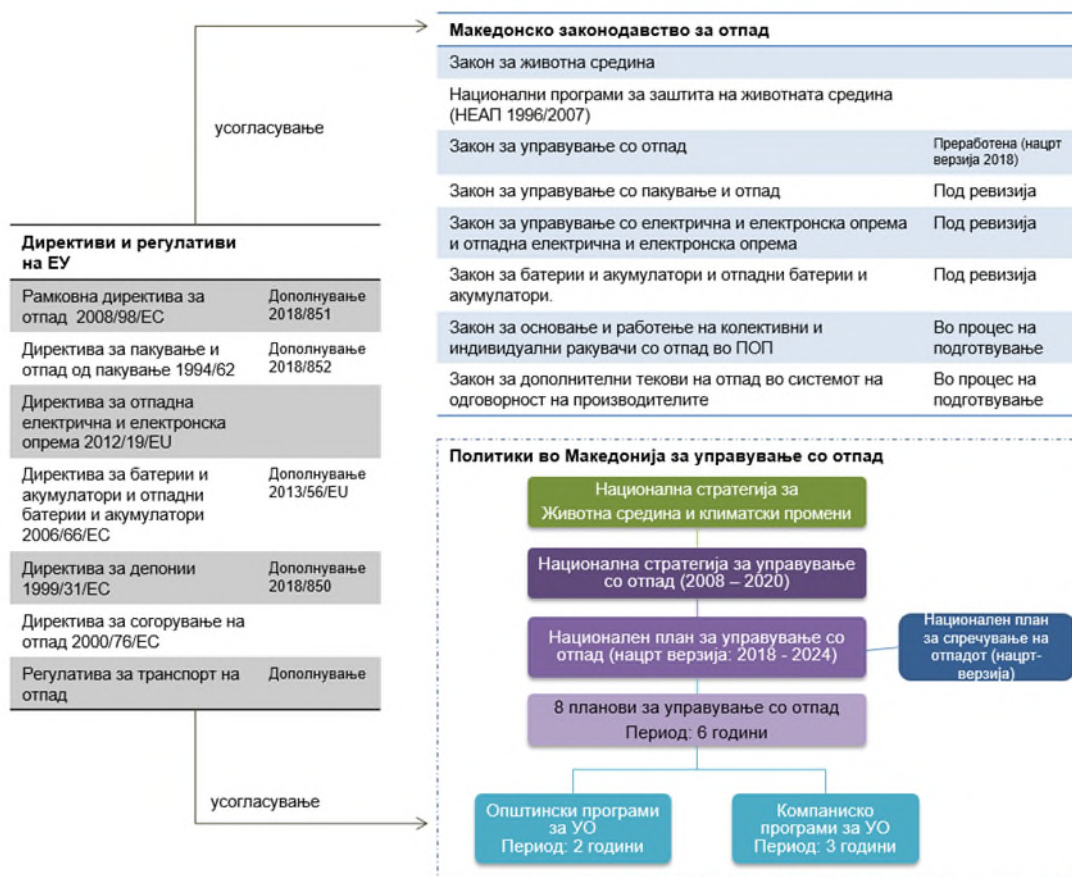 Македонско законодавство за отпад
Закон за животна средина
Национални програми за заштита на животната средина
(НЕАП 1996/2007)
усогласување
Закон за управување со отпад
Преработена (нацрт
верзија 2018)
Закон за управување со пакување и отпад
Под ревизија
Закон за управување со електрична и електронска опрема
и отпадна електрична и електронска опрема
Под ревизија
Закон за батерии и акумулатори и отпадни батерии и
акумулатори.
Под ревизија
Закон за основање и работење на колективни и
индивидуални ракувачи со отпад во ПОП
Во процес на
подготвување
Закон за дополнителни текови на отпад во системот на
одговорност на производителите
Во процес на
подготвување
Директиви и регулативи
на ЕУ
Рамковна директива за
отпад 2008/98/EC
Дополнување
2018/851
Директива за пакување и
отпад од пакување 1994/62
Дополнување
2018/852
Директива за отпадна
електрична и електронска
опрема 2012/19/EU
Директива за батерии и
акумулатори и отпадни
батерии и акумулатори
2006/66/EC
Дополнување
2013/56/EU
Директива за депонии
1999/31/EC
Дополнување
2018/850
Директива за согорување на
отпад 2000/76/EC
Регулатива за транспорт на
отпад
Дополнување
усогласување
Политики во Македонија за управување со отпад
Национална стратегија за
Животна средина и климатски промени
Национална стратегија за управување
со отпад (2008 – 2020)
Национален план за управување со
отпад (нацрт верзија: 2018 - 2024)
Национален план
за спречување на
отпадот (нацрт-
верзија)
8 планови за управување со отпад
Период: 6 години
Општински програми
за УО
Период: 2 години
Компаниско
програми за УО
Период: 3 години